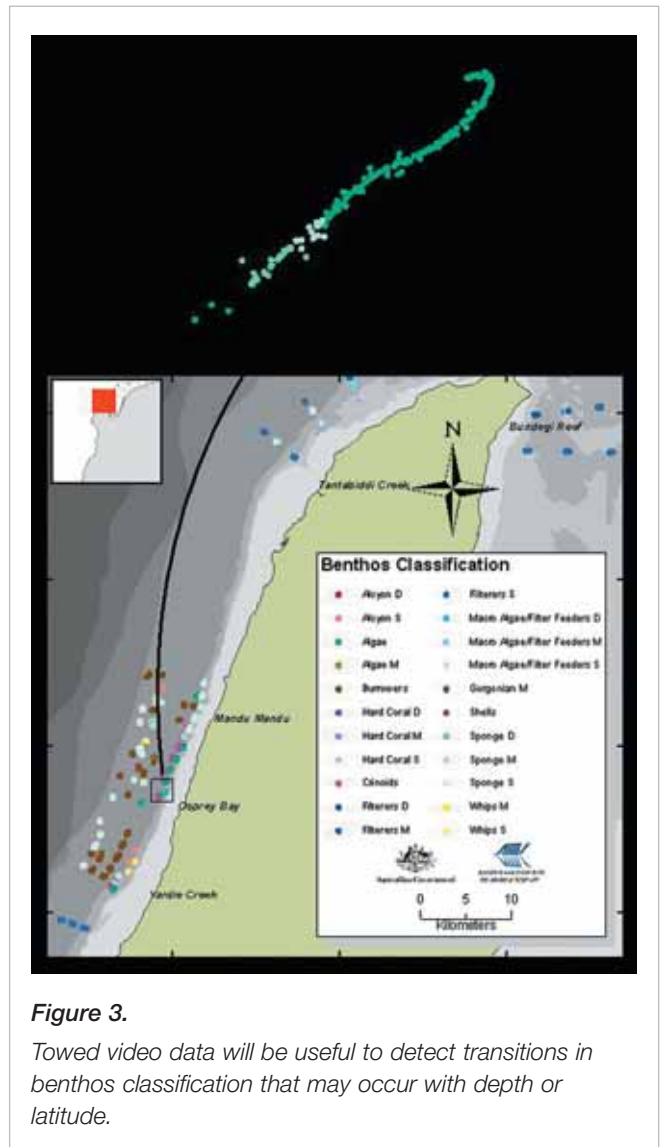 N
Bundegi Reef
Tantabiddi Creek
Mandu Mandu
Osprey Bay
Yardie Creek
Benthos Classification
Alcyon D
Alcyon S
Algae
Algae M
Burrowers
Hard Coral D
Hard Coral M
Hard Coral S
Crinoids
Filterers D
Filterers M
Filterers S
Macro Algae/Filter Feeders D
Macro Algae/Filter Feeders M
Macro Algae/Filter Feeders S
Gorgonian M
Shells
Sponge D
Sponge M
Sponge S
Whips M
Whips S
Australian Government
0 5 10
Kilometers
Figure 3.
Towed video data will be useful to detect transitions in
benthos classification that may occur with depth or
latitude.